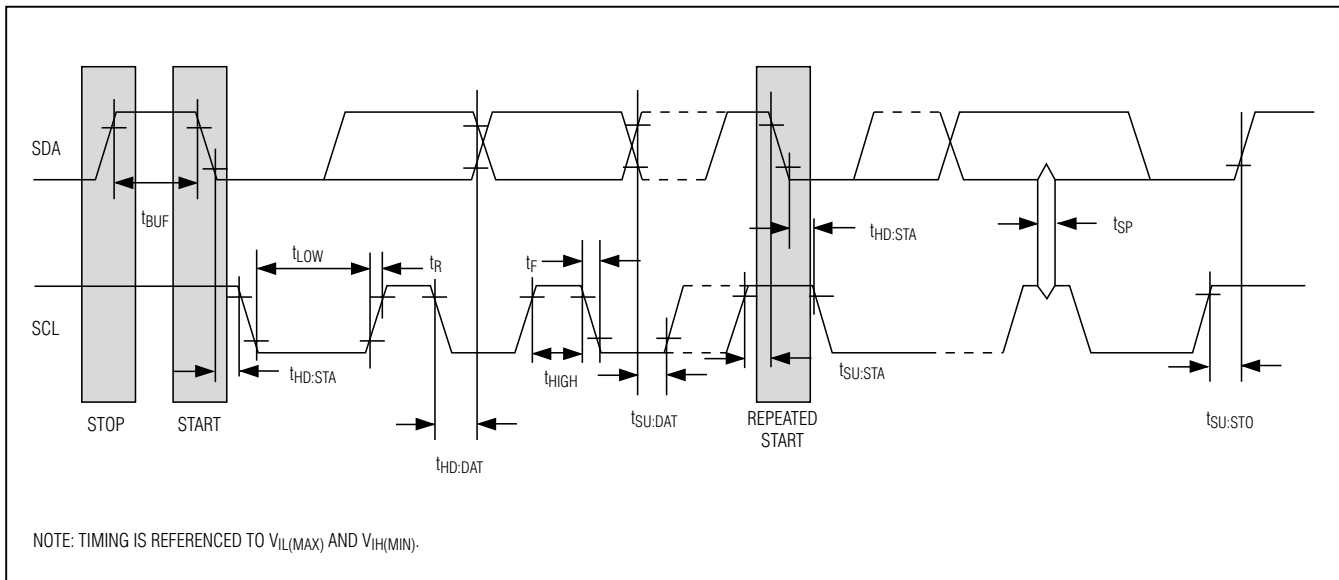 SDA
tBUF
tHD:STA
tSP
tLOW
tR
tF
SCL
tHD:STA
tHIGH
tSU:STA
STOP
START
tSU:DAT
REPEATED
START
tSU:STO
tHD:DAT
NOTE: TIMING IS REFERENCED TO VIL(MAX) AND VIH(MIN).